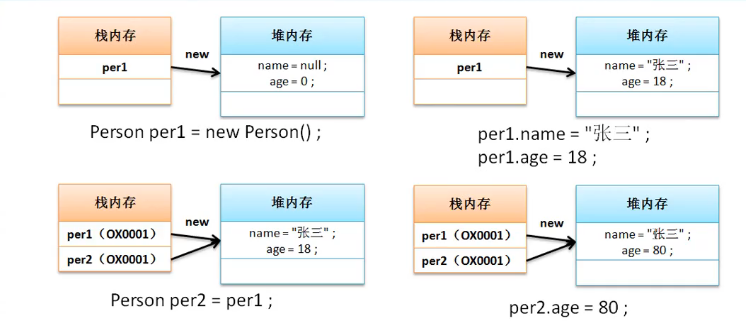 栈内存
堆内存
new
per1
name = null ;
age = 0 ;
Person per1 = new Person() ;
栈内存
堆内存
new
per1
name = "张三" ;
age = 18 ;
per1.name = "张三" ;
per1.age = 18 ;
栈内存
堆内存
new
per1（OX0001）
per2（OX0001）
name = "张三" ;
age = 18 ;
Person per2 = per1 ;
栈内存
堆内存
new
per1（OX0001）
per2（OX0001）
name = "张三" ;
age = 80 ;
per2.age = 80 ;